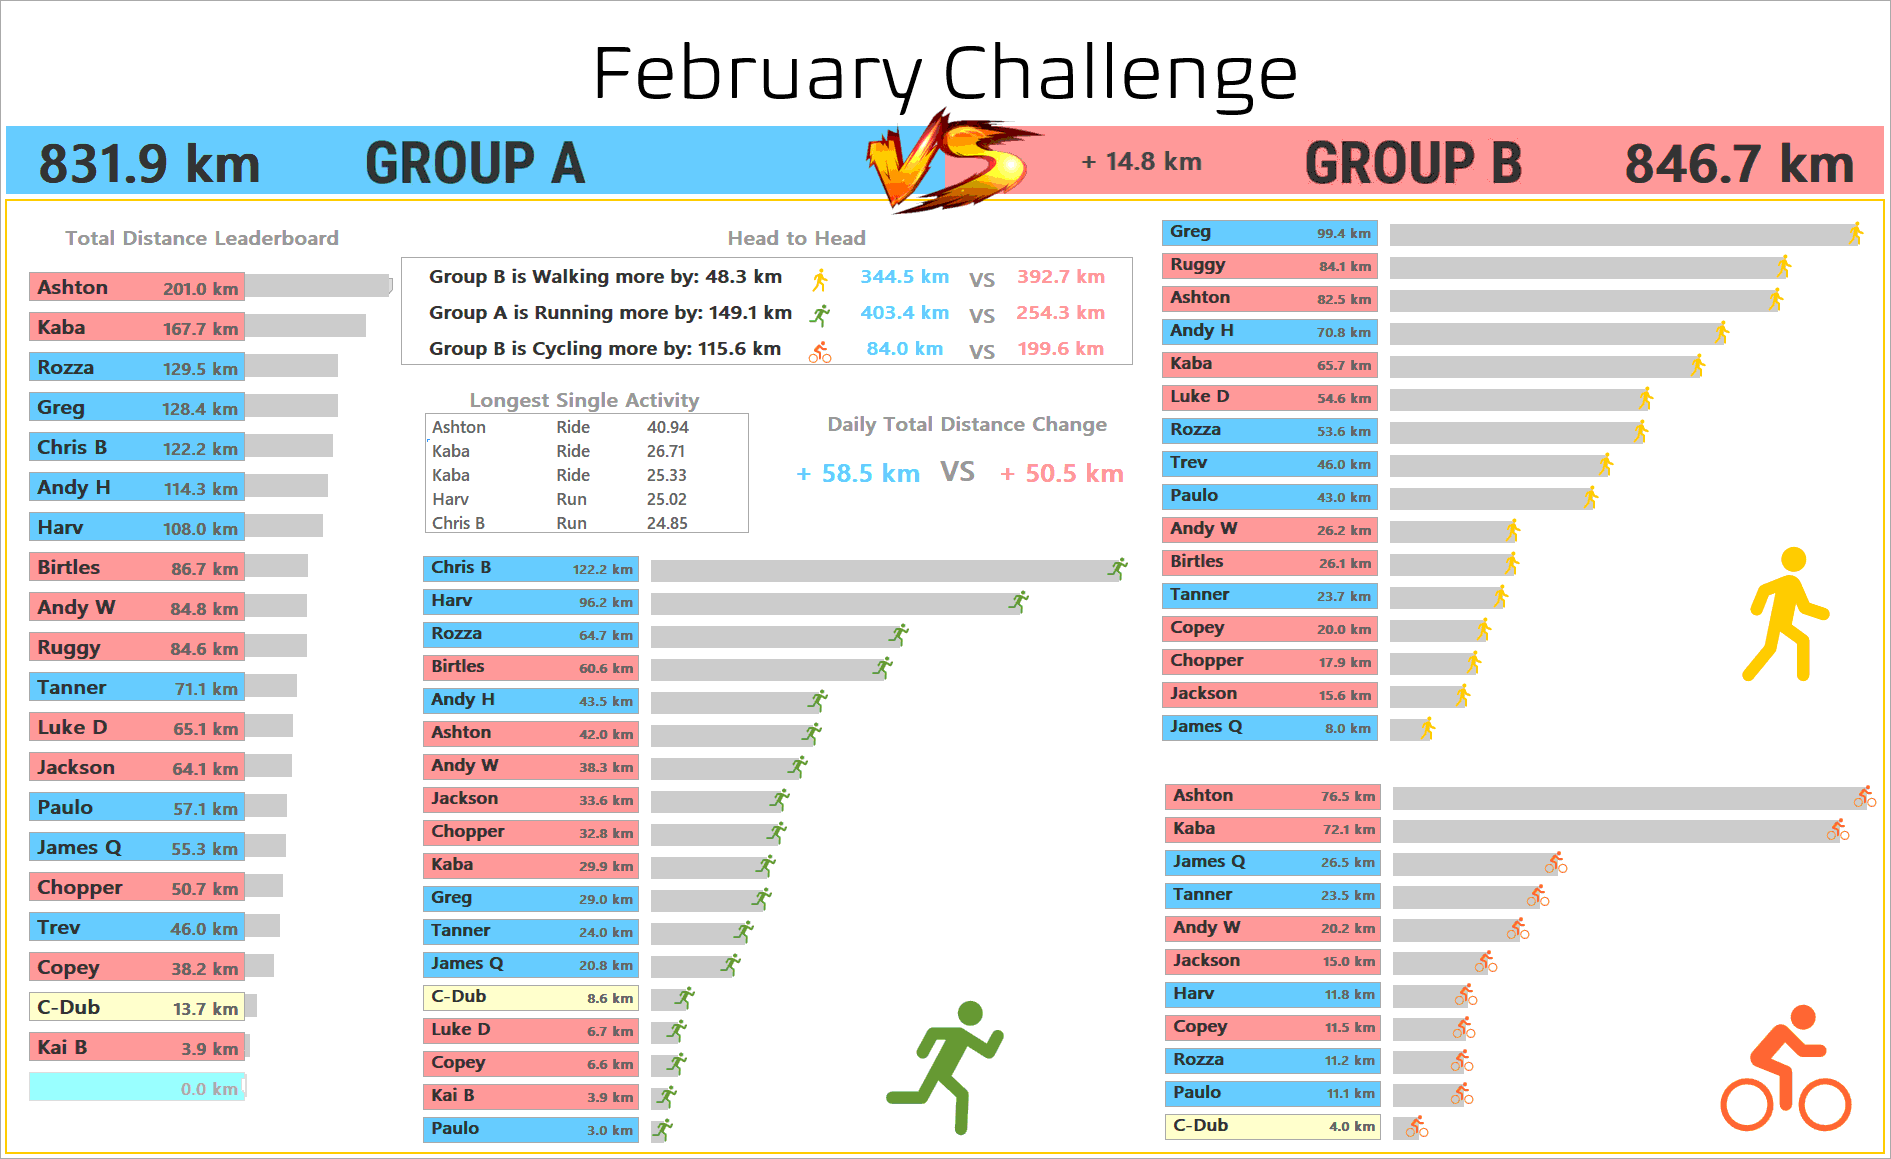 February Challenge
831.9 km GROUP A VS + 14.8 km GROUP B 846.7 km
Total Distance Leaderboard
Ashton 201.0 km
Kaba 167.7 km
Rozza 129.5 km
Greg 128.4 km
Chris B 122.2 km
Andy H 114.3 km
Harv 108.0 km
Birtles 86.7 km
Andy W 84.8 km
Ruggy 84.6 km
Tanner 71.1 km
Luke D 65.1 km
Jackson 64.1 km
Paulo 57.1 km
James Q 55.3 km
Chopper 50.7 km
Trev 46.0 km
Copey 38.2 km
C-Dub 13.7 km
Kai B 3.9 km
0.0 km
Head to Head
Group B is Walking more by: 48.3 km 344.5 km VS 392.7 km
Group A is Running more by: 149.1 km 403.4 km VS 254.3 km
Group B is Cycling more by: 115.6 km 84.0 km VS 199.6 km
Longest Single Activity
Ashton Ride 40.94
Kaba Ride 26.71
Kaba Ride 25.33
Harv Run 25.02
Chris B Run 24.85
Daily Total Distance Change
+ 58.5 km VS + 50.5 km
Chris B 122.2 km
Harv 96.2 km
Rozza 64.7 km
Birtles 60.6 km
Andy H 43.5 km
Ashton 42.0 km
Andy W 38.3 km
Jackson 33.6 km
Chopper 32.8 km
Kaba 29.9 km
Greg 29.0 km
Tanner 24.0 km
James Q 20.8 km
C-Dub 8.6 km
Luke D 6.7 km
Copey 6.6 km
Kai B 3.9 km
Paulo 3.0 km
Greg 99.4 km
Ruggy 84.1 km
Ashton 82.5 km
Andy H 70.8 km
Kaba 65.7 km
Luke D 54.6 km
Rozza 53.6 km
Trev 46.0 km
Paulo 43.0 km
Andy W 26.2 km
Birtles 26.1 km
Tanner 23.7 km
Copey 20.0 km
Chopper 17.9 km
Jackson 15.6 km
James Q 8.0 km
Ashton 76.5 km
Kaba 72.1 km
James Q 26.5 km
Tanner 23.5 km
Andy W 20.2 km
Jackson 15.0 km
Harv 11.8 km
Copey 11.5 km
Rozza 11.2 km
Paulo 11.1 km
C-Dub 4.0 km